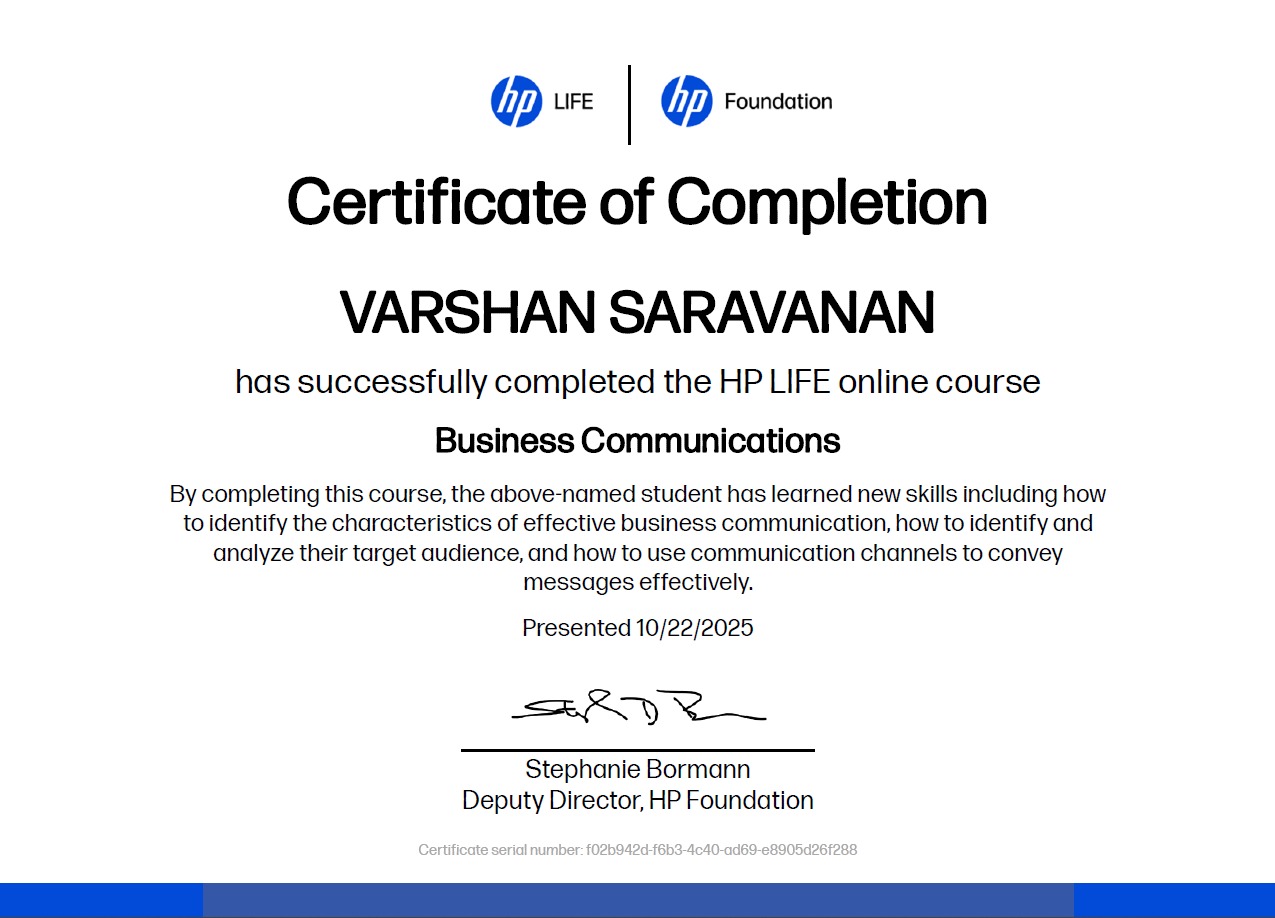 hp LIFE
hp Foundation
Certificate of Completion
VARSHAN SARAVANAN
has successfully completed the HP LIFE online course
Business Communications
By completing this course, the above-named student has learned new skills including how
to identify the characteristics of effective business communication, how to identify and
analyze their target audience, and how to use communication channels to convey
messages effectively.
Presented 10/22/2025
Stephanie Bormann
Deputy Director, HP Foundation
Certificate serial number: f02b942d-f6b3-4c40-ad69-e8905d26f288